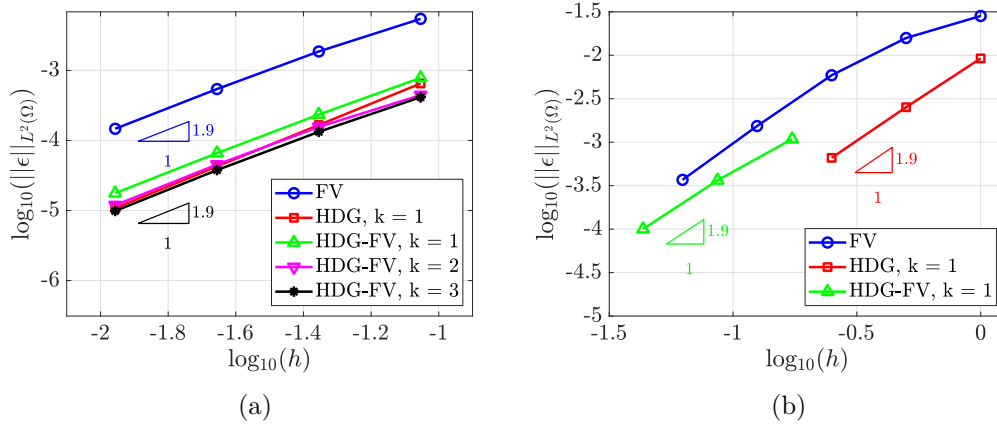 -3
-4
-5
-6
log10(||ϵ||L2(Ω))
1.9
1
1.9
1
FV
HDG, k = 1
HDG-FV, k = 1
HDG-FV, k = 2
HDG-FV, k = 3
-2 -1.8 -1.6 -1.4 -1.2 -1
log10(h)
(a)
-1.5
-2
-2.5
-3
-3.5
-4
-4.5
-5
log10(||ϵ||L2(Ω))
1.9
1
1.9
1
FV
HDG, k = 1
HDG-FV, k = 1
-1.5 -1 -0.5 0
log10(h)
(b)